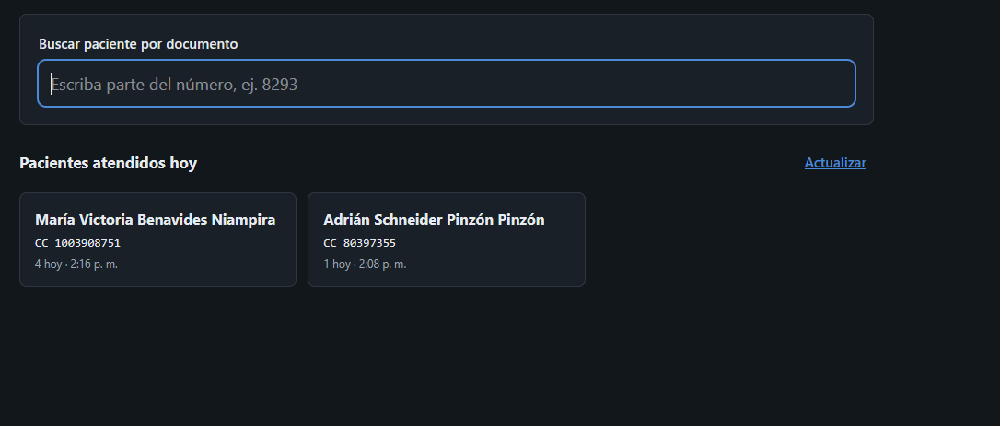 Buscar paciente por documento
Escriba parte del número, ej. 8293
Pacientes atendidos hoy
Actualizar
María Victoria Benavides Niampira
CC 1003908751
4 hoy · 2:16 p. m.
Adrián Schneider Pinzón Pinzón
CC 80397355
1 hoy · 2:08 p. m.